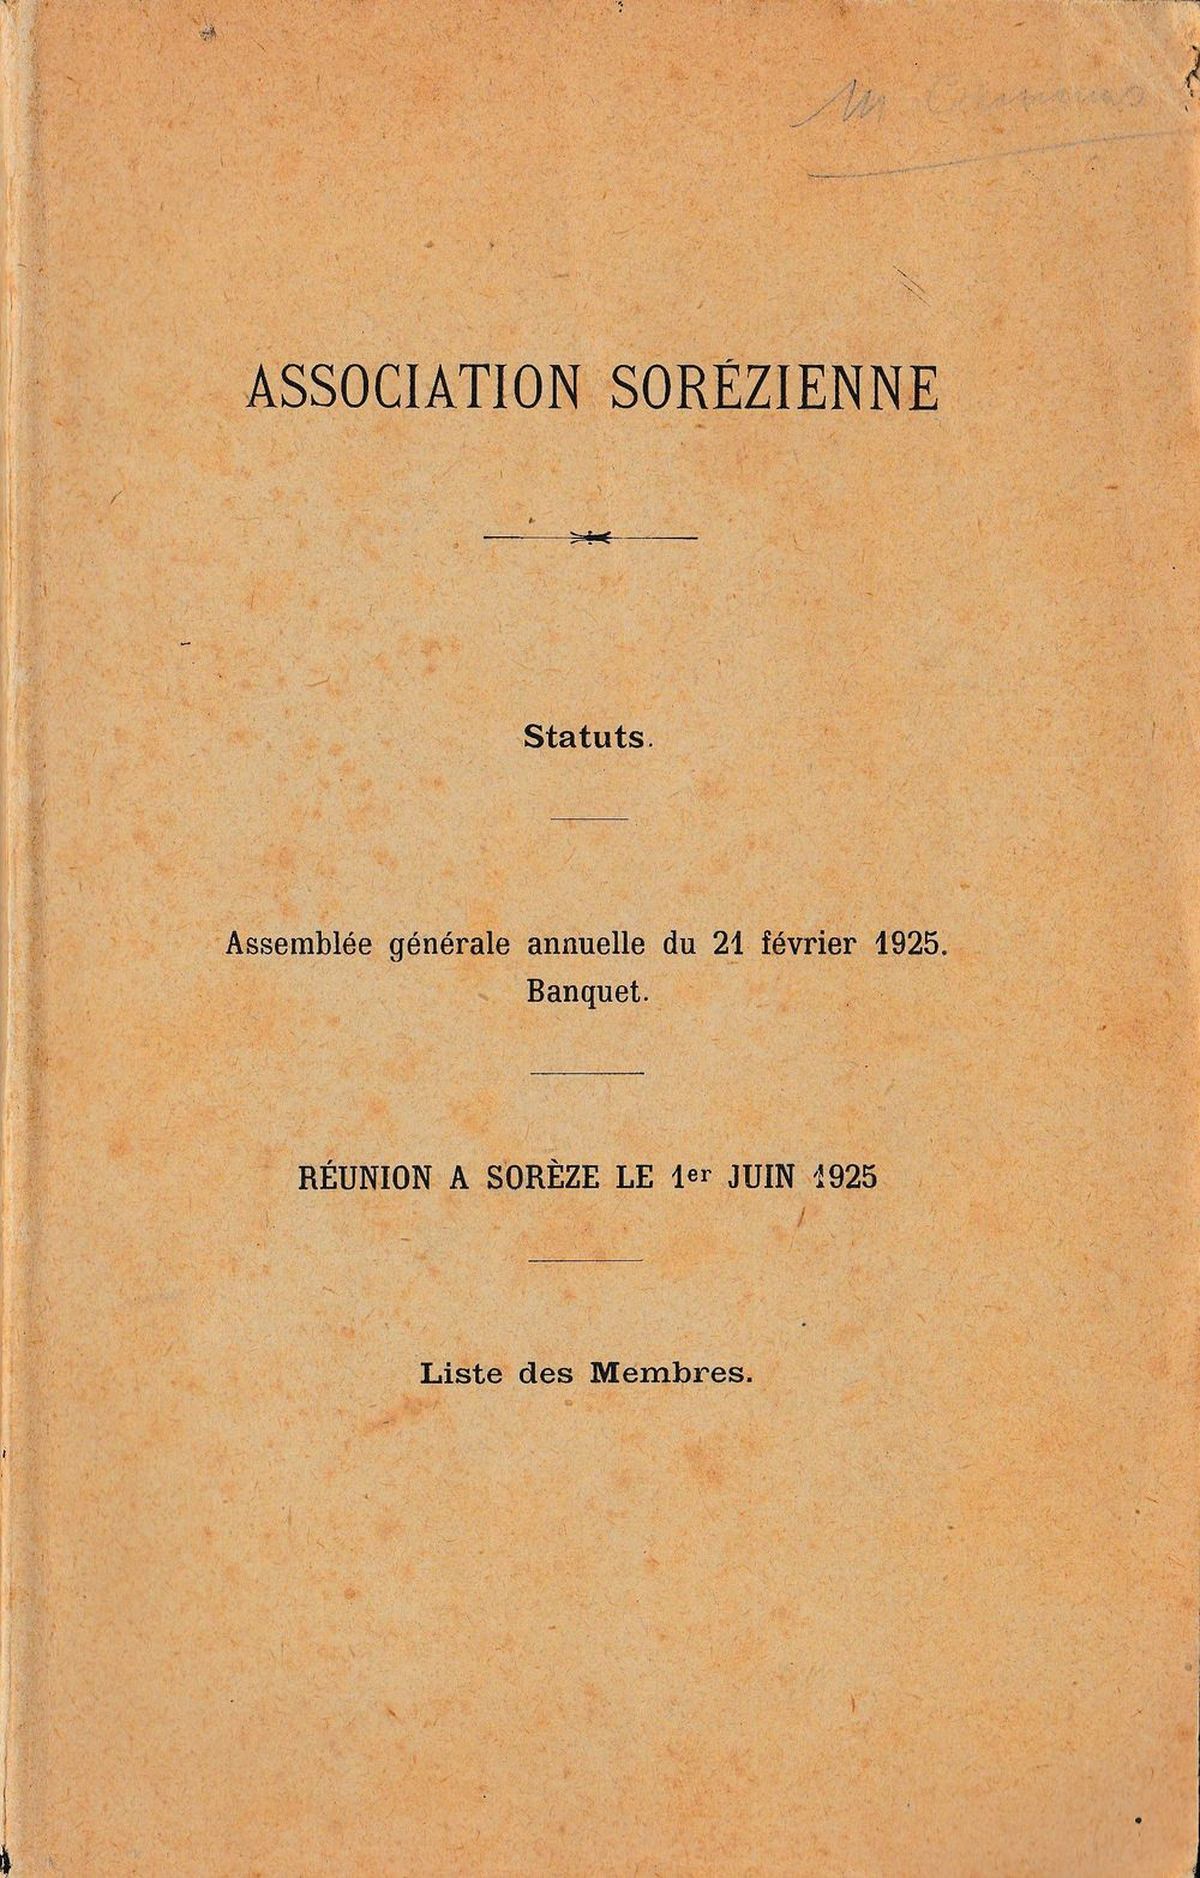 M
ASSOCIATION SORÉZIENNE
Statuts.
Assemblée générale annuelle du 21 février 1925.
Banquet.
RÉUNION A SORÈZE LE 1er JUIN 1925
Liste des Membres.